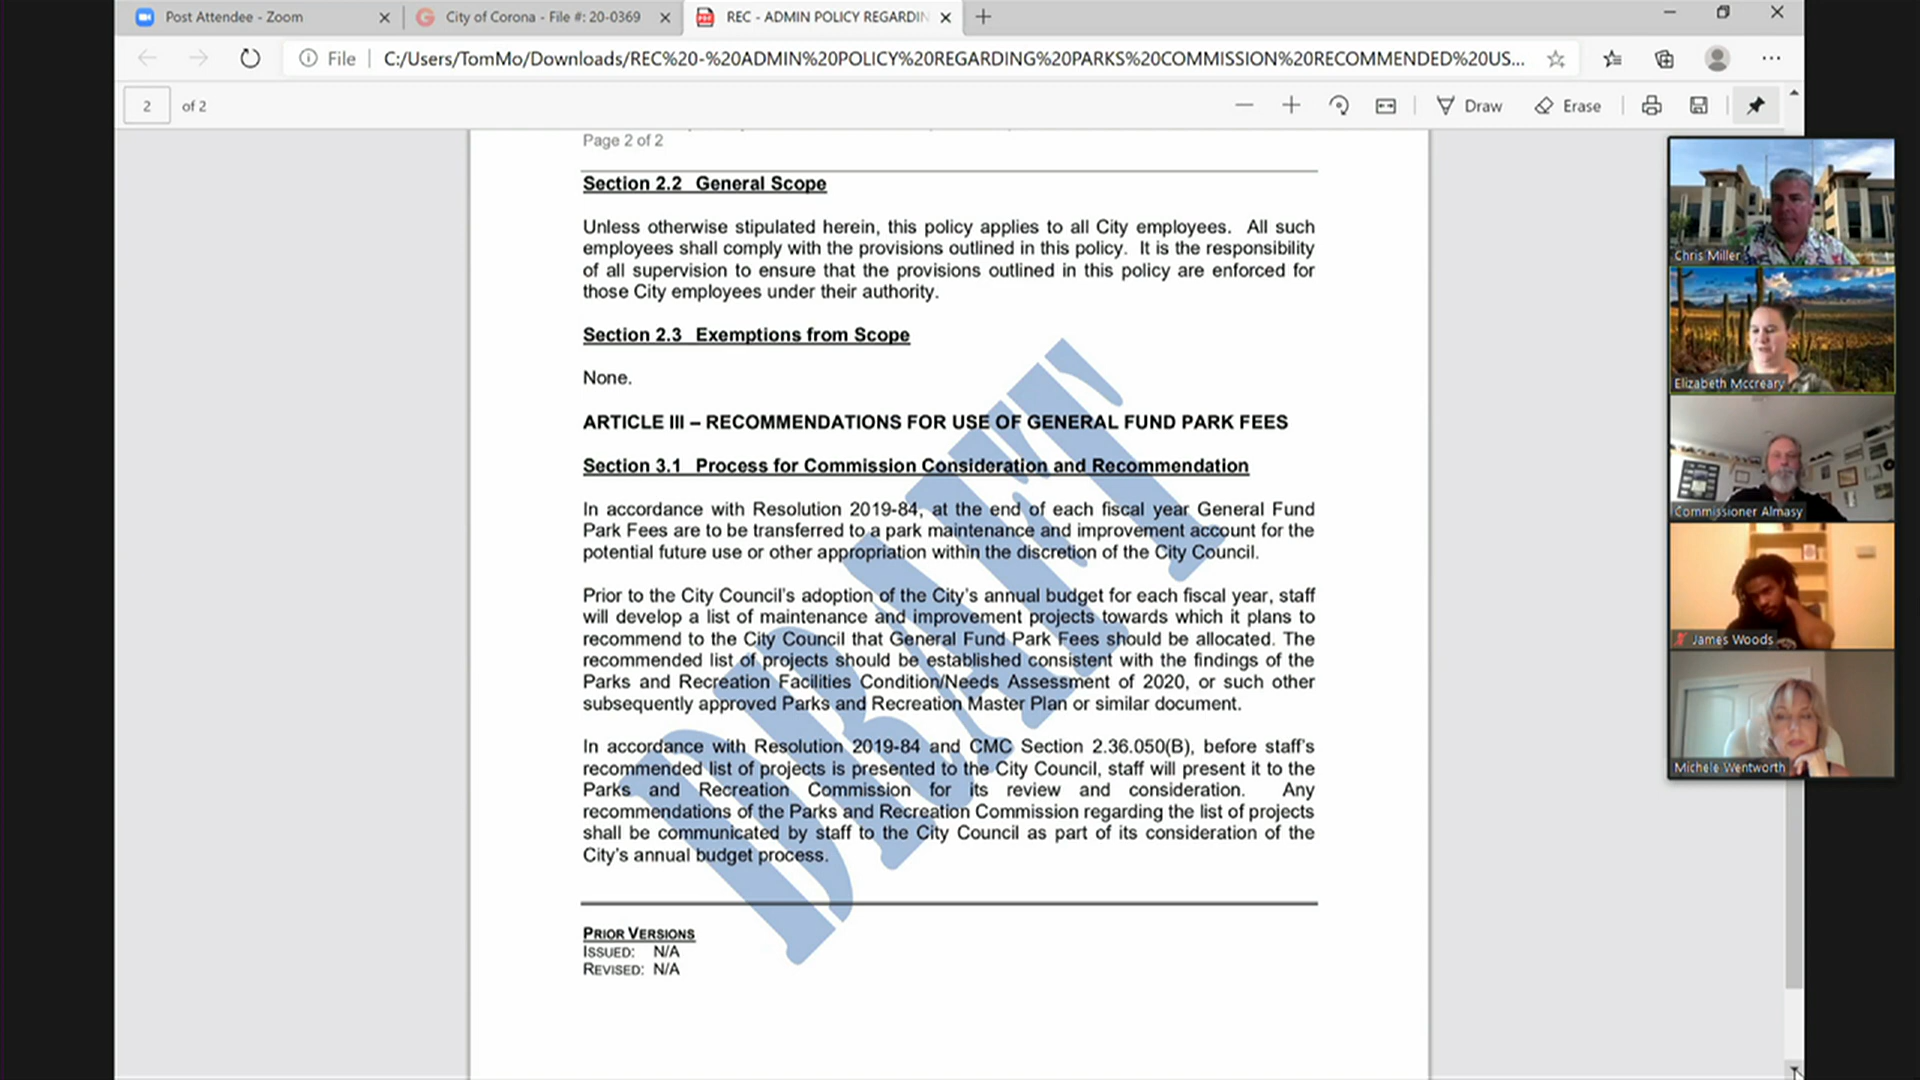 Post Attendee - Zoom
City of Corona - File #: 20-0369
REC - ADMIN POLICY REGARDIN
File
C:/Users/TomMo/Downloads/REC%20-%20ADMIN%20POLICY%20REGARDING%20PARKS%20COMMISSION%20RECOMMENDED%20US...
2 of 2
Draw
Erase
Page 2 of 2
Section 2.2 General Scope
Unless otherwise stipulated herein, this policy applies to all City employees. All such
employees shall comply with the provisions outlined in this policy. It is the responsibility
of all supervision to ensure that the provisions outlined in this policy are enforced for
those City employees under their authority.
Section 2.3 Exemptions from Scope
None.
ARTICLE III – RECOMMENDATIONS FOR USE OF GENERAL FUND PARK FEES
Section 3.1 Process for Commission Consideration and Recommendation
In accordance with Resolution 2019-84, at the end of each fiscal year General Fund
Park Fees are to be transferred to a park maintenance and improvement account for the
potential future use or other appropriation within the discretion of the City Council.
Prior to the City Council's adoption of the City's annual budget for each fiscal year, staff
will develop a list of maintenance and improvement projects towards which it plans to
recommend to the City Council that General Fund Park Fees should be allocated. The
recommended list of projects should be established consistent with the findings of the
Parks and Recreation Facilities Condition/Needs Assessment of 2020, or such other
subsequently approved Parks and Recreation Master Plan or similar document.
In accordance with Resolution 2019-84 and CMC Section 2.36.050(B), before staff's
recommended list of projects is presented to the City Council, staff will present it to the
Parks and Recreation Commission for its review and consideration. Any
recommendations of the Parks and Recreation Commission regarding the list of projects
shall be communicated by staff to the City Council as part of its consideration of the
City's annual budget process.
DRAFT
PRIOR VERSIONS
ISSUED: N/A
REVISED: N/A
Chris Miller
Elizabeth Mccreary
Commissioner Almasy
James Woods
Michele Wentworth